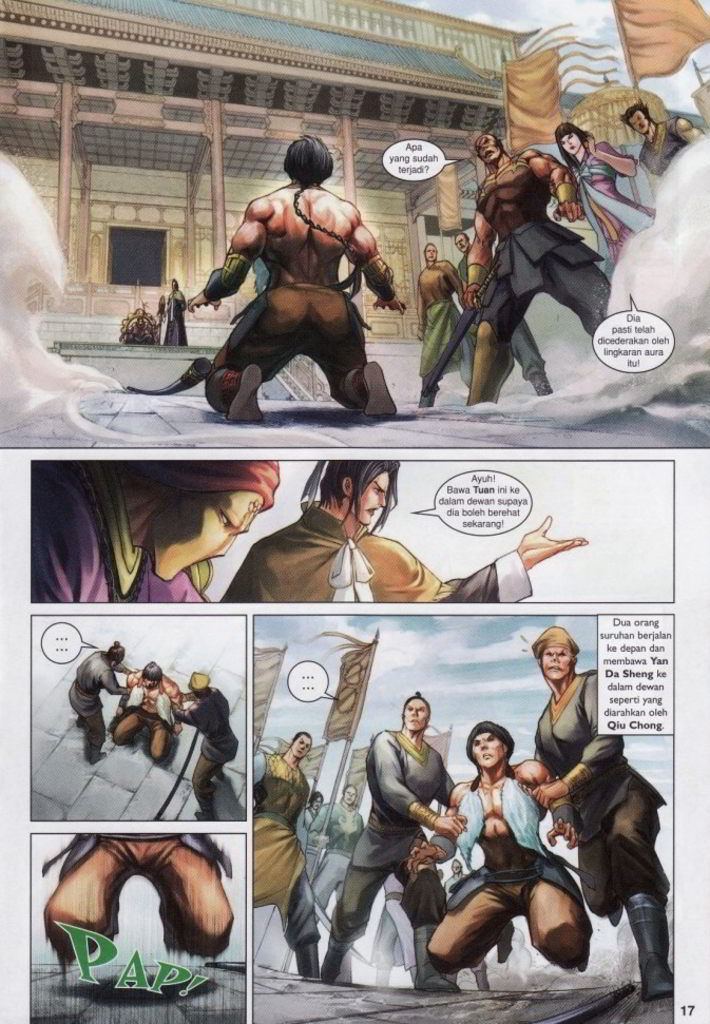 Apa
yang sudah
terjadi?
Dia
pasti telah
dicederakan oleh
lingkaran aura
itu!
Ayuh!
Bawa Tuan ini ke
dalam dewan supaya
dia boleh berehat
sekarang!
...
...
Dua orang
suruhan berjalan
ke depan dan
membawa Yan
Da Sheng ke
dalam dewan
seperti yang
diarahkan oleh
Qiu Chong.
...
...
PAP!
17